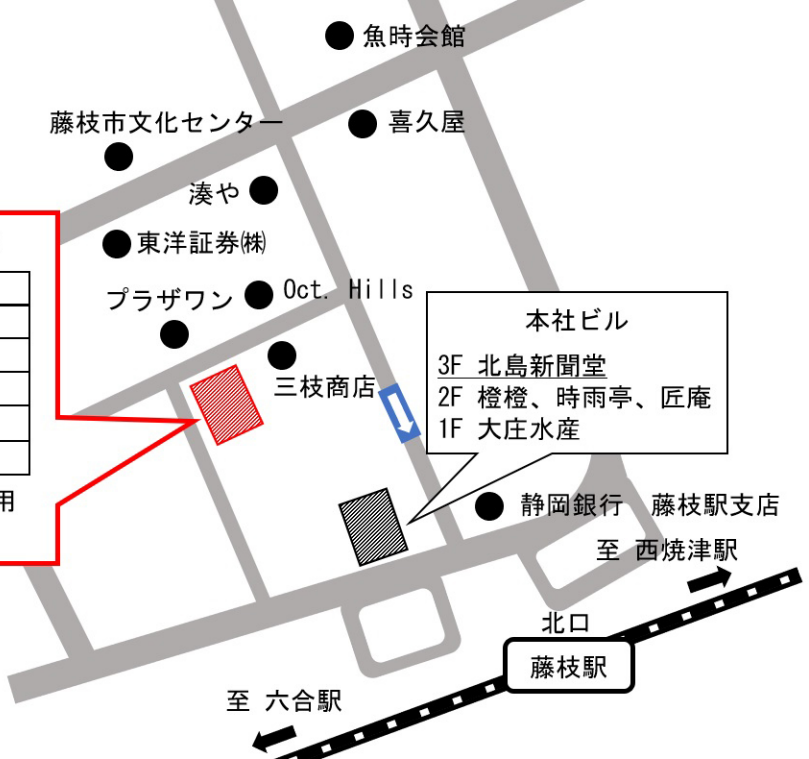 魚時会館
藤枝市文化センター
喜久屋
湊や
東洋証券㈱
プラザワン
Oct. Hills
三枝商店
本社ビル
3F 北島新聞堂
2F 橙橙、時雨亭、匠庵
1F 大庄水産
用
静岡銀行 藤枝駅支店
至 西焼津駅
北口
藤枝駅
至 六合駅